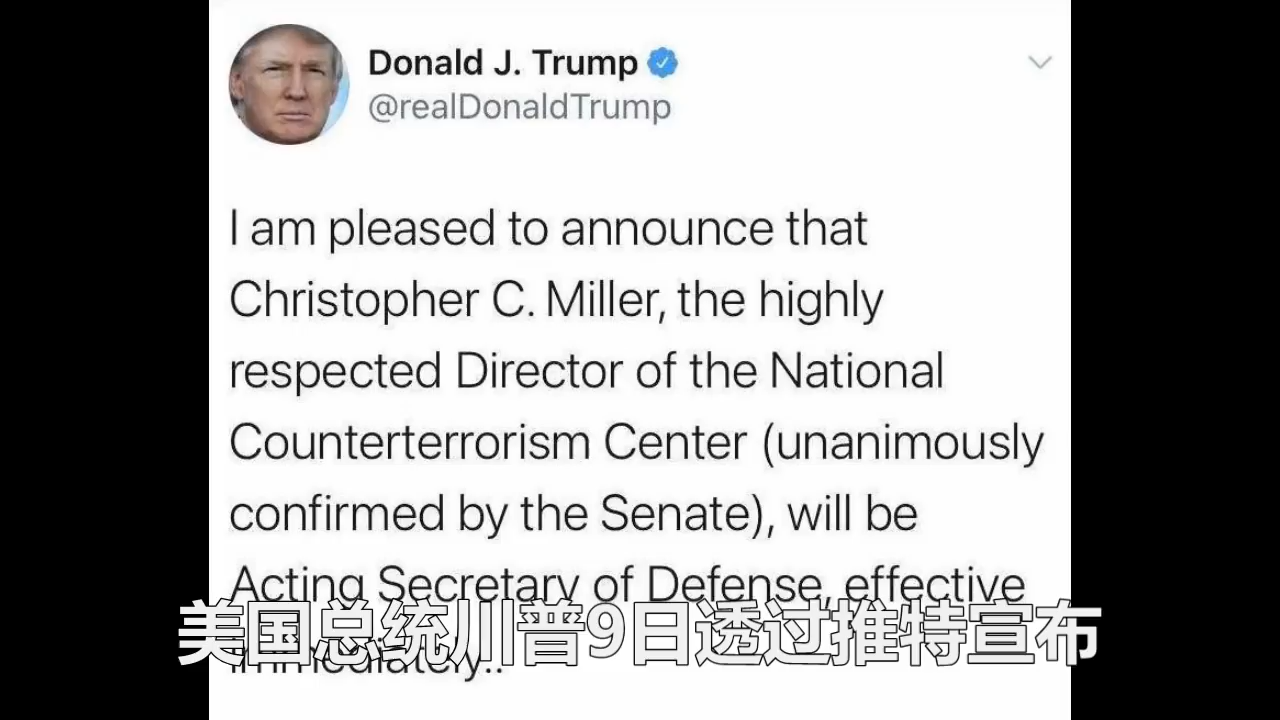 Donald J. Trump
@realDonaldTrump
I am pleased to announce that
Christopher C. Miller, the highly
respected Director of the National
Counterterrorism Center (unanimously
confirmed by the Senate), will be
Acting Secretary of Defense, effective
immediately..
美国总统川普9日透过推特宣布